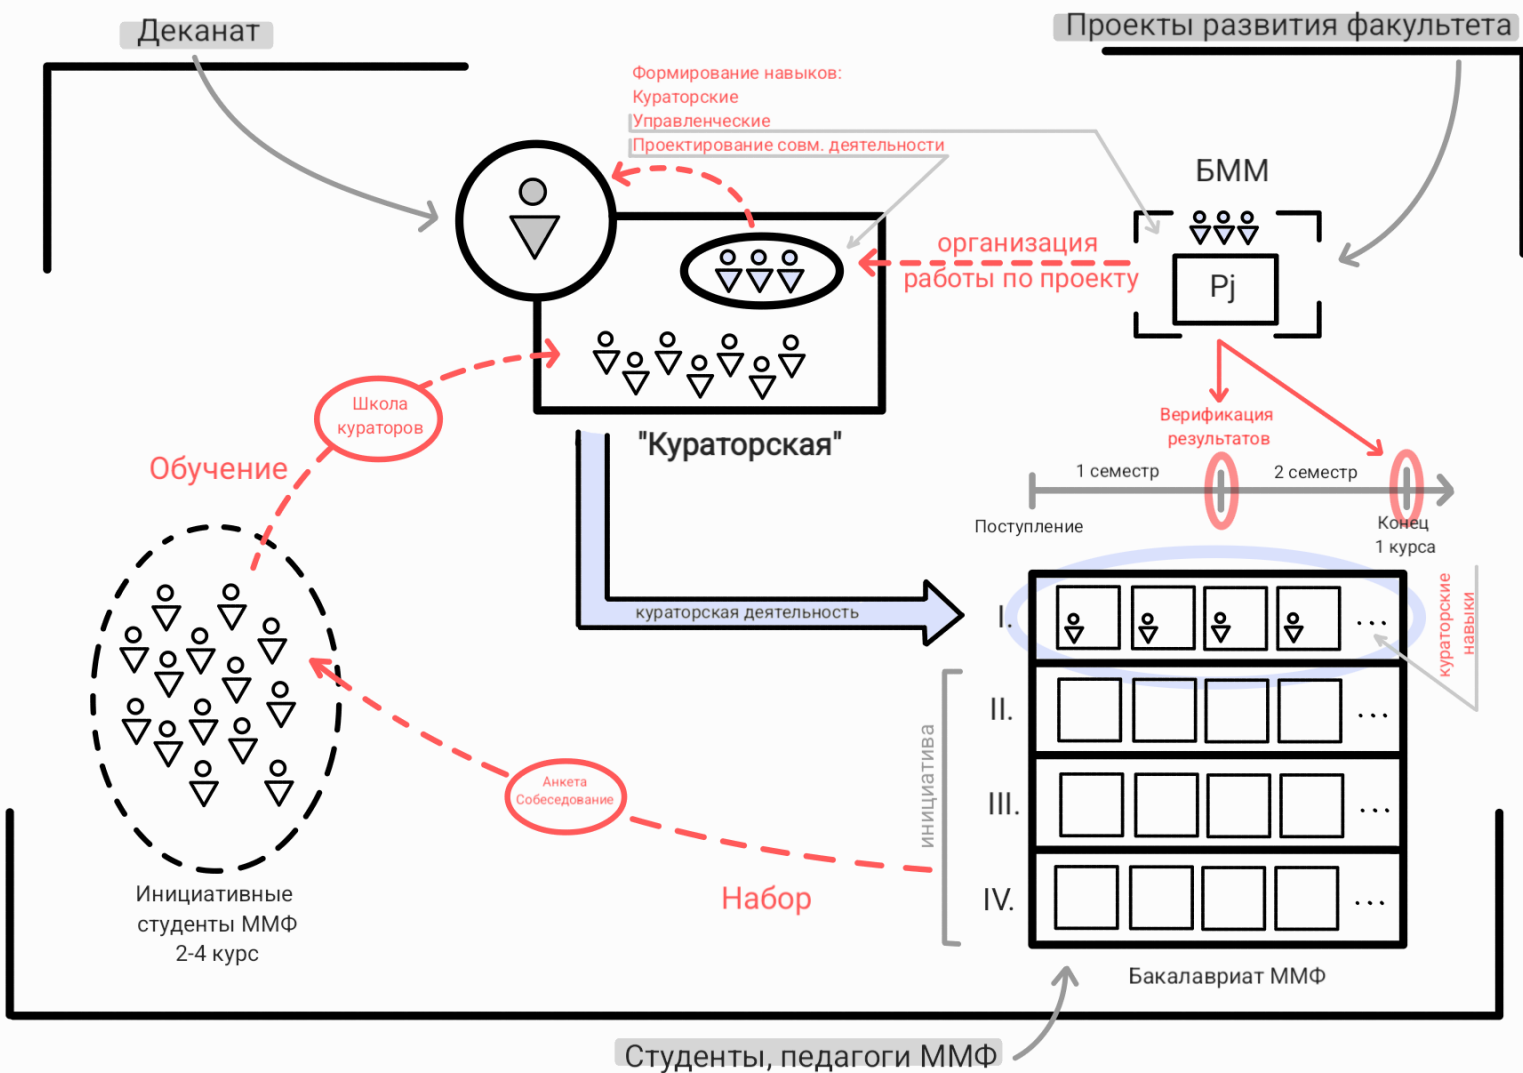 Деканат
Проекты развития факультета
Формирование навыков:
Кураторские
Управленческие
Проектирование совм. деятельности
БММ
Pj
организация
работы по проекту
Школа
кураторов
"Кураторская"
Обучение
Верификация
результатов
1 семестр
2 семестр
Поступление
Конец
1 курса
кураторская деятельность
I.
...
кураторские
навыки
II.
...
инициатива
III.
...
Анкета
Собеседование
IV.
...
Набор
Инициативные
студенты ММФ
2-4 курс
Бакалавриат ММФ
Студенты, педагоги ММФ